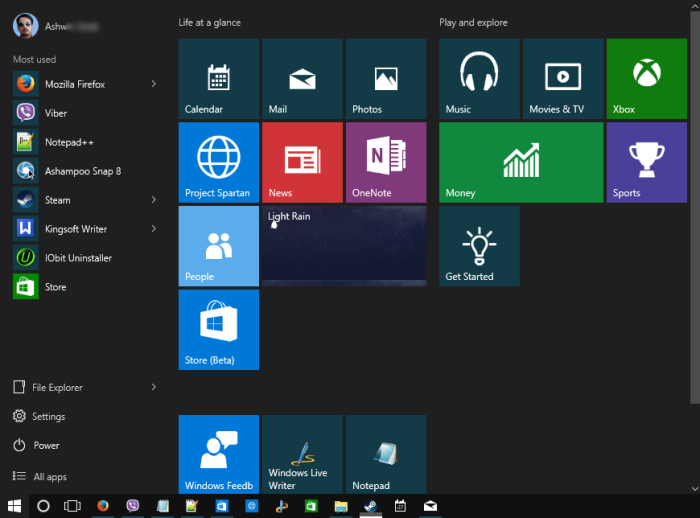 Ashw
Most used
Mozilla Firefox
Viber
Notepad++
Ashampoo Snap 8
Steam
Kingsoft Writer
IObit Uninstaller
Store
File Explorer
Settings
Power
All apps
Life at a glance
Calendar
Mail
Photos
Project Spartan
News
OneNote
People
Light Rain
Store (Beta)
Windows Feedb
Windows Live
Writer
Notepad
Play and explore
Music
Movies & TV
Xbox
Money
Sports
Get Started